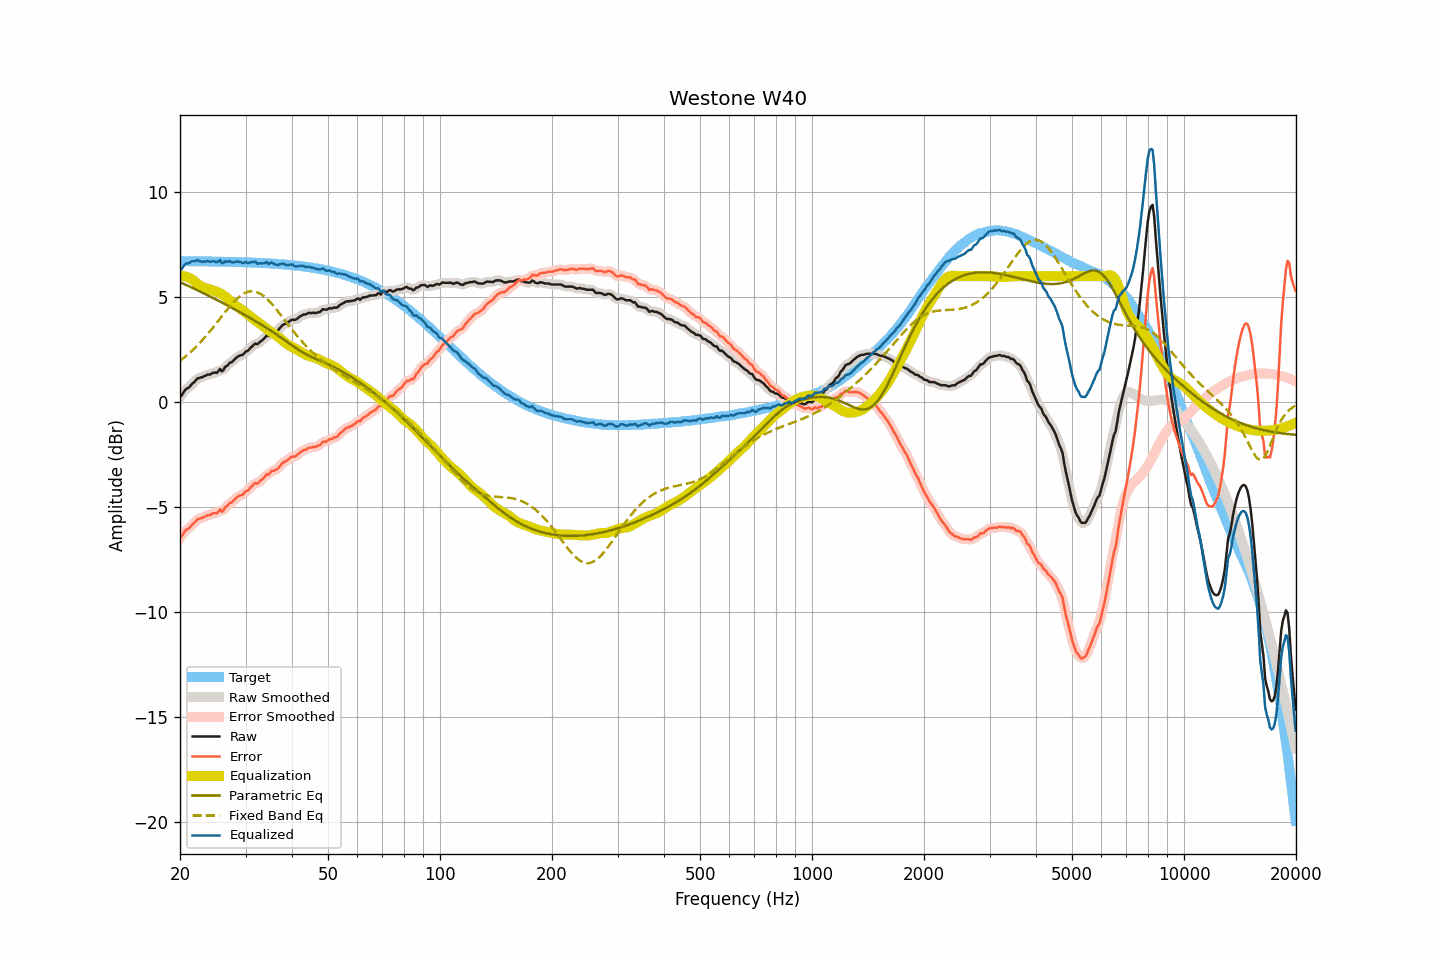 Westone W40
Amplitude (dBr)
10
5
0
−5
−10
−15
−20
Target
Raw Smoothed
Error Smoothed
Raw
Error
Equalization
Parametric Eq
Fixed Band Eq
Equalized
20 50 100 200 500 1000 2000 5000 10000 20000
Frequency (Hz)